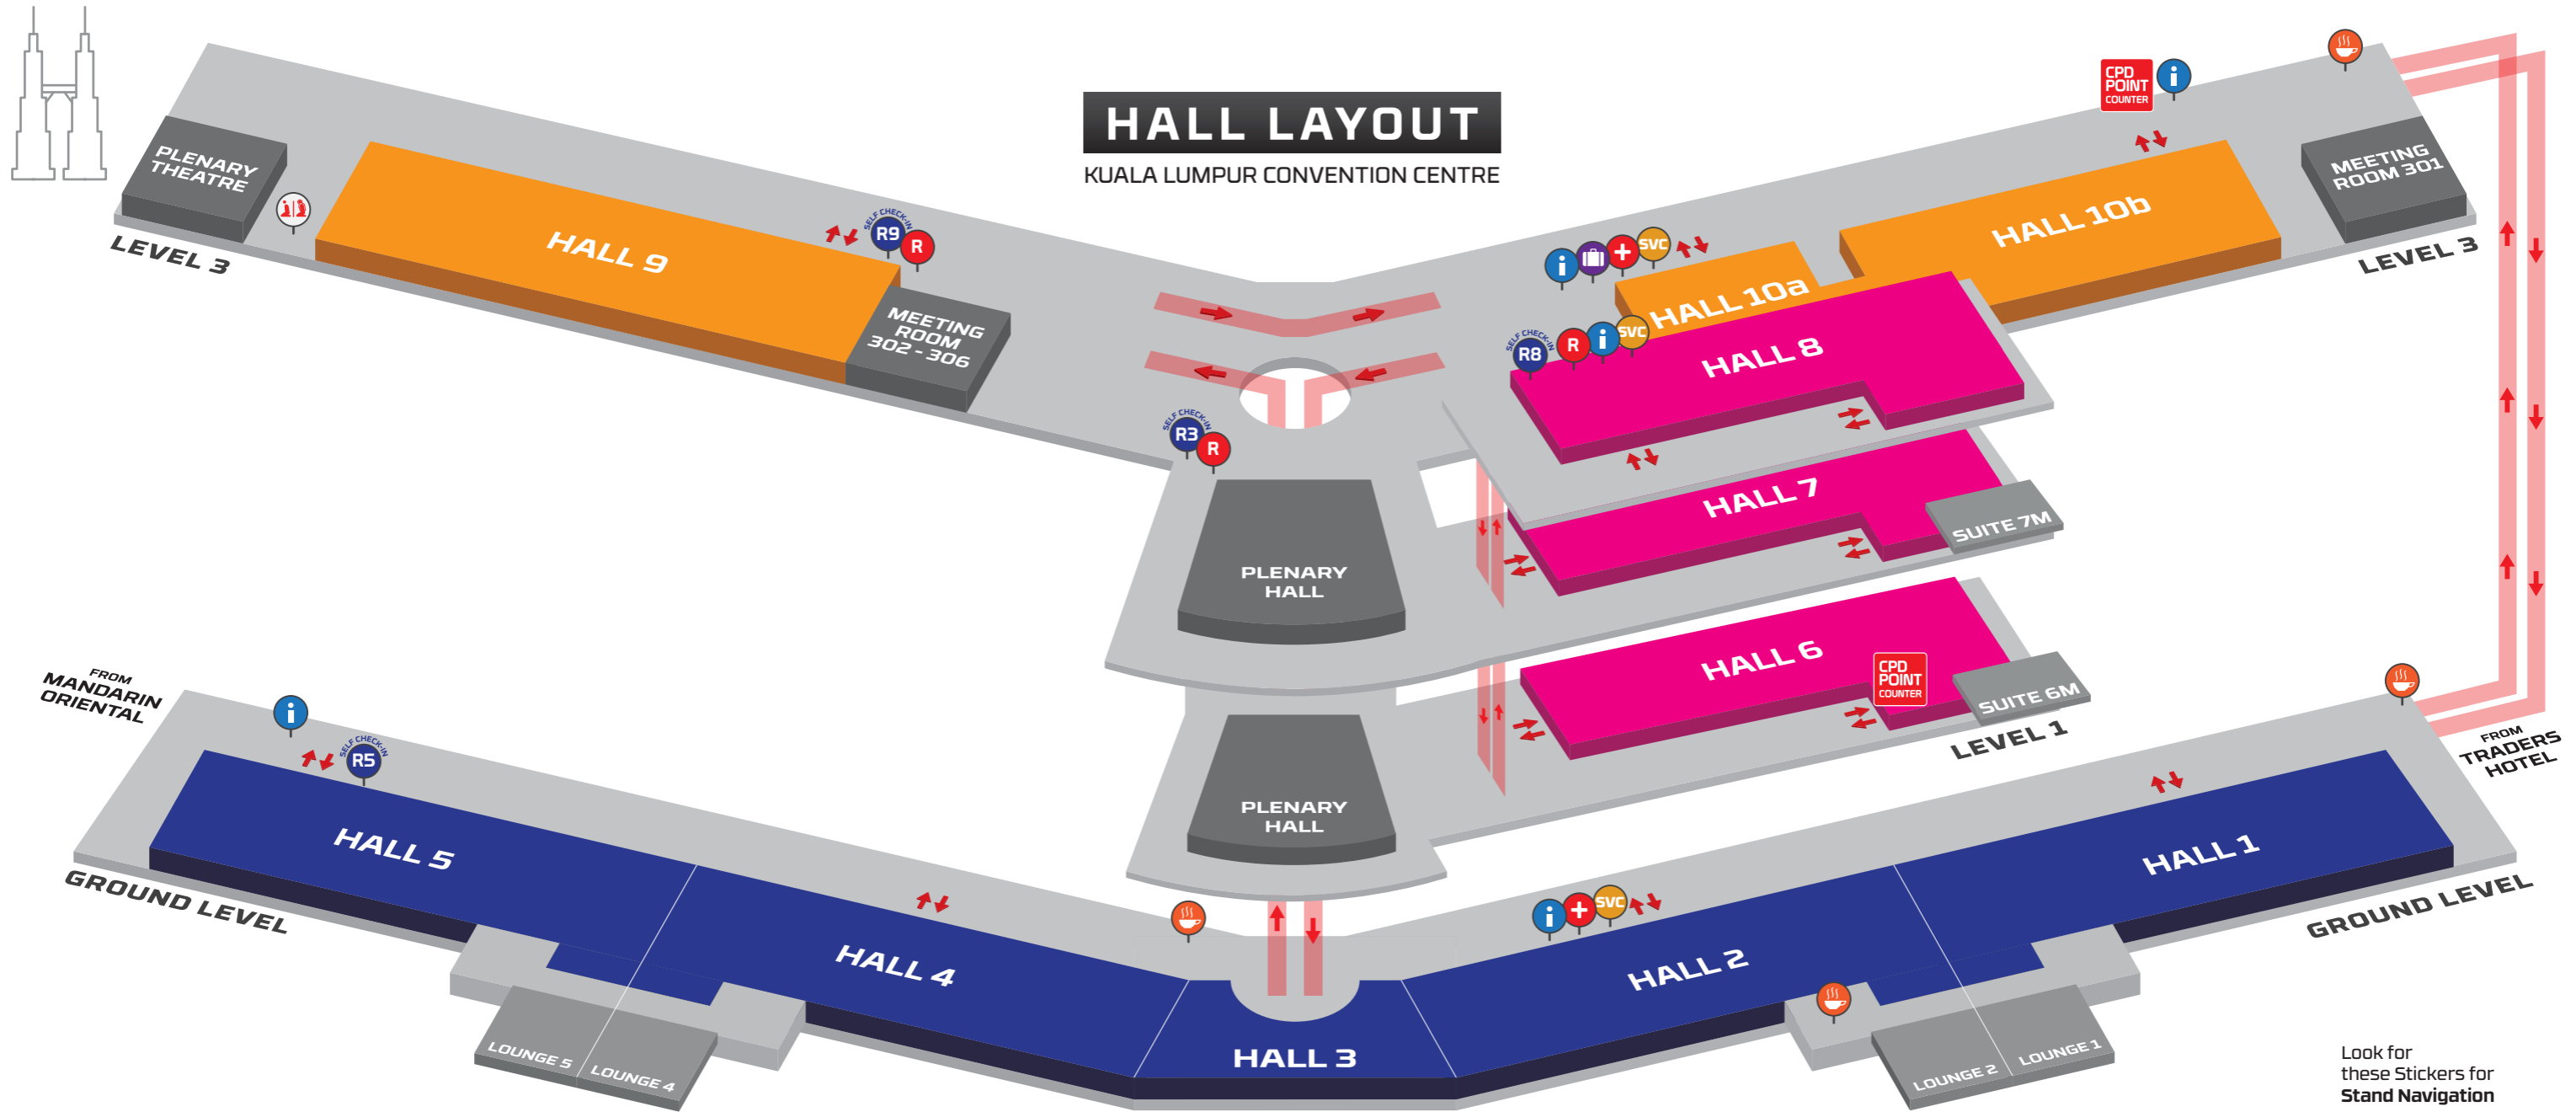 HALL LAYOUT
KUALA LUMPUR CONVENTION CENTRE
PLENARY
THEATRE
LEVEL 3
HALL 9
SELF CHECK-IN
R9
R
MEETING
ROOM
302 - 306
SELF CHECK-IN
R3
R
PLENARY
HALL
CPD
POINT
COUNTER
i
MEETING
ROOM 301
LEVEL 3
HALL 10b
i
SVC
HALL 10a
SELF CHECK-IN
R8
R
i
SVC
HALL 8
HALL 7
SUITE 7M
HALL 6
CPD
POINT
COUNTER
SUITE 6M
LEVEL 1
PLENARY
HALL
FROM
MANDARIN
ORIENTAL
i
SELF CHECK-IN
R5
HALL 5
GROUND LEVEL
HALL 4
LOUNGE 5
LOUNGE 4
HALL 3
i
SVC
HALL 2
HALL 1
LOUNGE 2
LOUNGE 1
FROM
TRADERS
HOTEL
GROUND LEVEL
Look for
these Stickers for
Stand Navigation